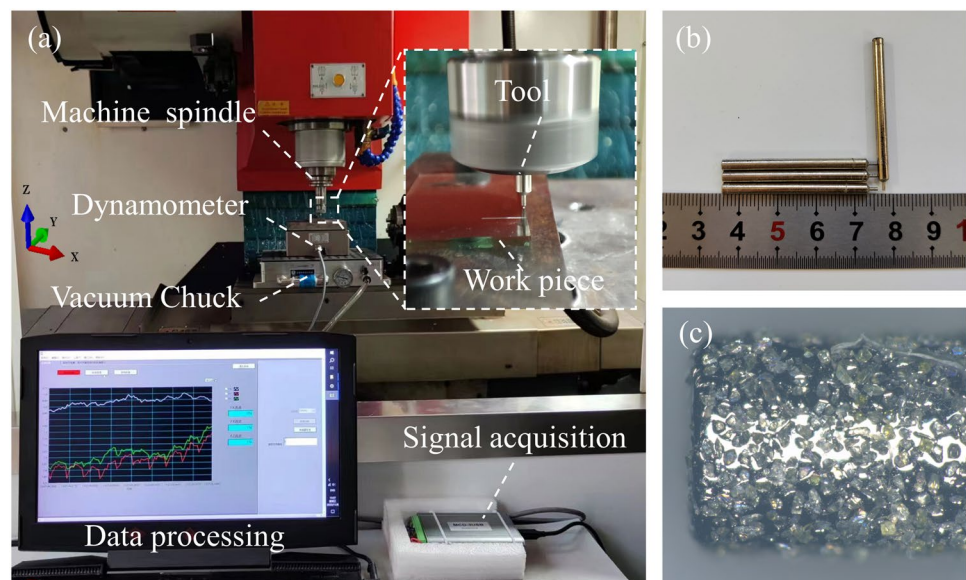 (a)
Machine spindle
Tool
Dynamometer
Z
Y
X
Vacuum Chuck
Work piece
Signal acquisition
Data processing
(b)
2 3 4 5 6 7 8 9 1
(c)